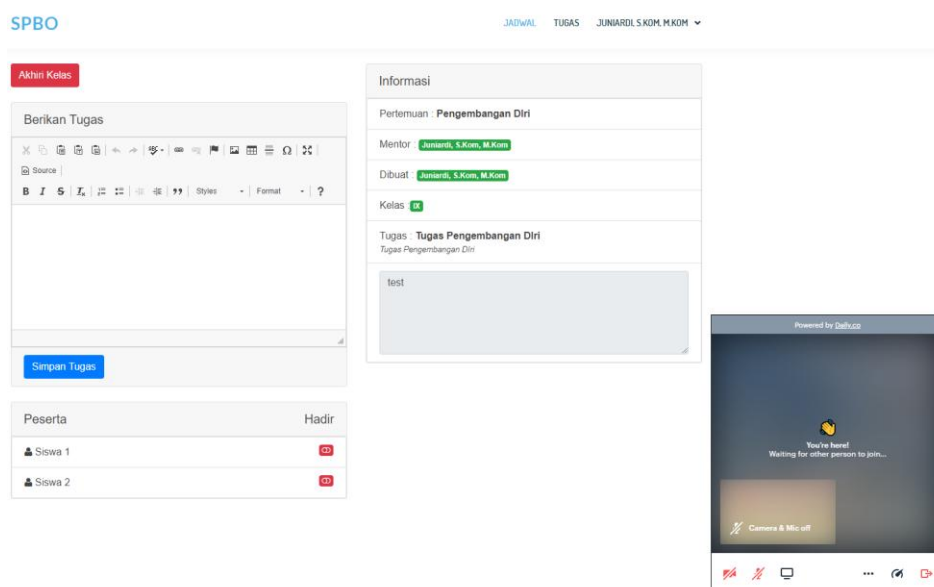 SPBO
JADWAL TUGAS JUNIARDI, S.KOM, M.KOM
Akhiri Kelas
Berikan Tugas
Source
B I S Ix Styles Format ?
Simpan Tugas
Peserta Hadir
Siswa 1
Siswa 2
Informasi
Pertemuan : Pengembangan DIri
Mentor : Juniardi, S.Kom, M.Kom
Dibuat : Juniardi, S.Kom, M.Kom
Kelas : IX
Tugas : Tugas Pengembangan DIri
Tugas Pengembangan Diri
test
Powered by Daily.co
You're here!
Waiting for other person to join...
Camera & Mic off